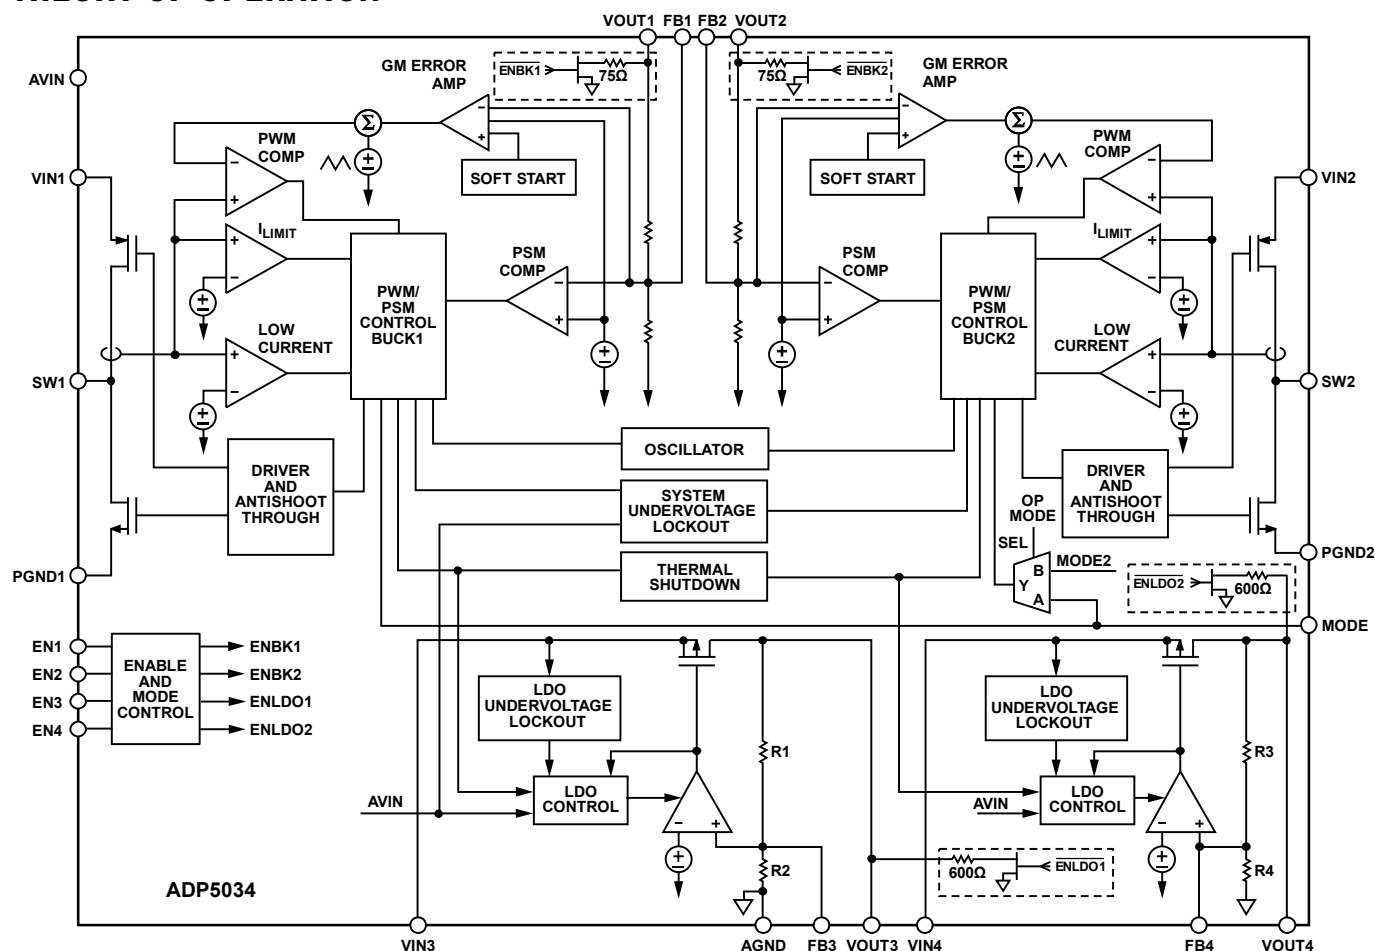 THEORY OF OPERATION
VOUT1 FB1 FB2 VOUT2
AVIN
GM ERROR
AMP
ENBK1
75Ω
75Ω
ENBK2
GM ERROR
AMP
Σ
Σ
PWM
COMP
SOFT START
SOFT START
PWM
COMP
VIN1
VIN2
ILIMIT
PSM
COMP
PSM
COMP
ILIMIT
PWM/
PSM
CONTROL
BUCK1
PWM/
PSM
CONTROL
BUCK2
LOW
CURRENT
LOW
CURRENT
SW1
SW2
OSCILLATOR
DRIVER
AND
ANTISHOOT
THROUGH
SYSTEM
UNDERVOLTAGE
LOCKOUT
DRIVER
AND
ANTISHOOT
THROUGH
OP
MODE
SEL
PGND1
PGND2
THERMAL
SHUTDOWN
B
Y
A
MODE2
ENLDO2
600Ω
MODE
EN1
EN2
EN3
EN4
ENABLE
AND
MODE
CONTROL
ENBK1
ENBK2
ENLDO1
ENLDO2
LDO
UNDERVOLTAGE
LOCKOUT
LDO
UNDERVOLTAGE
LOCKOUT
R1
R3
AVIN
LDO
CONTROL
AVIN
LDO
CONTROL
R2
600Ω
ENLDO1
R4
ADP5034
VIN3
AGND
FB3
VOUT3
VIN4
FB4
VOUT4